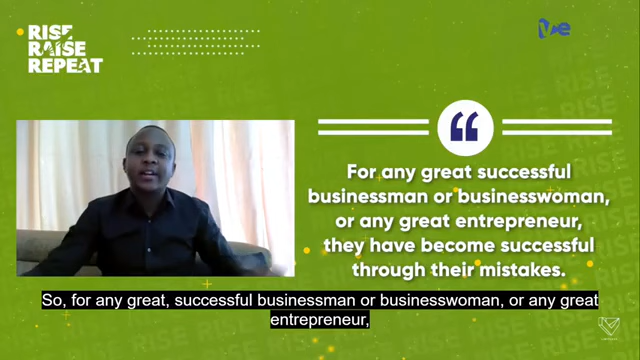 RISE
RAISE
REPEAT
For any great successful
businessman or businesswoman,
or any great entrepreneur,
they have become successful
through their mistakes.
So, for any great, successful businessman or businesswoman, or any great
entrepreneur,